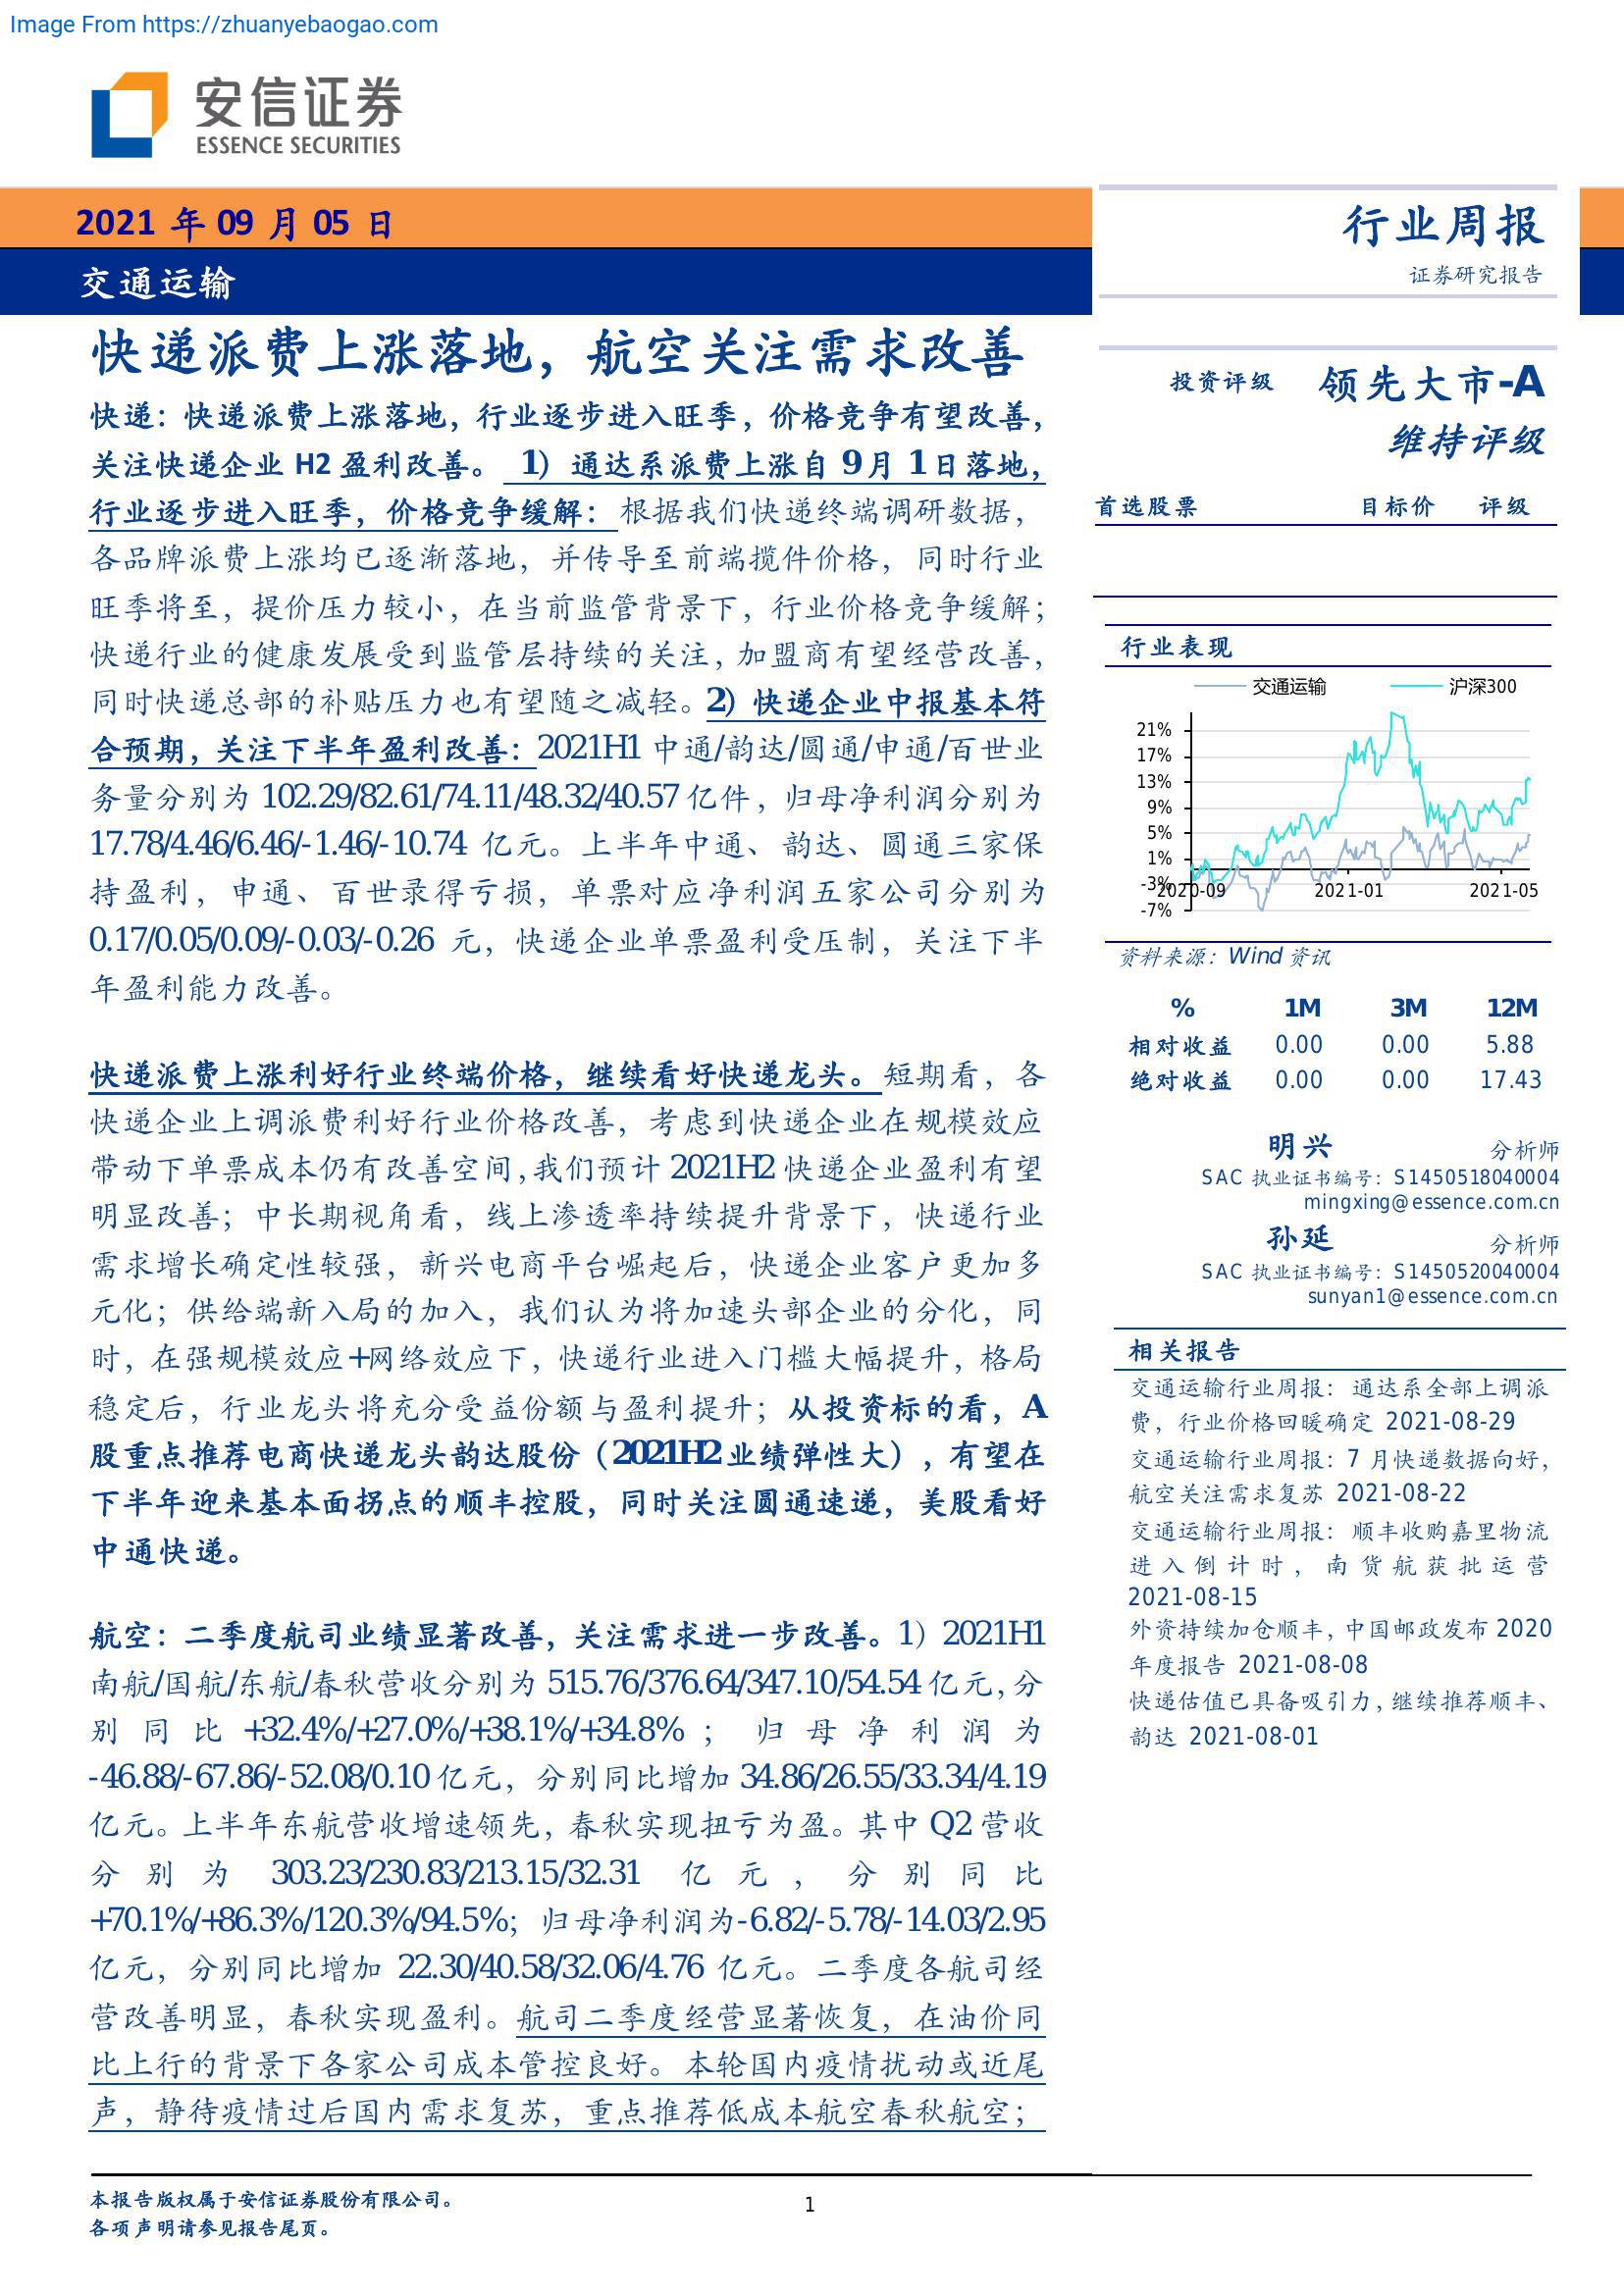 Image From https://zhuanyebaogao.com
安信证券
ESSENCE SECURITIES
2021 年 09 月 05 日
交通运输
行业周报
证券研究报告
快递派费上涨落地，航空关注需求改善
快递：快递派费上涨落地，行业逐步进入旺季，价格竞争有望改善，
关注快递企业 H2 盈利改善。 1）通达系派费上涨自 9月 1日落地，
行业逐步进入旺季，价格竞争缓解：根据我们快递终端调研数据，
各品牌派费上涨均已逐渐落地，并传导至前端揽件价格，同时行业
旺季将至，提价压力较小，在当前监管背景下，行业价格竞争缓解；
快递行业的健康发展受到监管层持续的关注，加盟商有望经营改善，
同时快递总部的补贴压力也有望随之减轻。2）快递企业中报基本符
合预期，关注下半年盈利改善：2021H1 中通/韵达/圆通/申通/百世业
务量分别为 102.29/82.61/74.11/48.32/40.57 亿件，归母净利润分别为
17.78/4.46/6.46/-1.46/-10.74 亿元。上半年中通、韵达、圆通三家保
持盈利，申通、百世录得亏损，单票对应净利润五家公司分别为
0.17/0.05/0.09/-0.03/-0.26 元，快递企业单票盈利受压制，关注下半
年盈利能力改善。
快递派费上涨利好行业终端价格，继续看好快递龙头。短期看，各
快递企业上调派费利好行业价格改善，考虑到快递企业在规模效应
带动下单票成本仍有改善空间，我们预计 2021H2 快递企业盈利有望
明显改善；中长期视角看，线上渗透率持续提升背景下，快递行业
需求增长确定性较强，新兴电商平台崛起后，快递企业客户更加多
元化；供给端新入局的加入，我们认为将加速头部企业的分化，同
时，在强规模效应+网络效应下，快递行业进入门槛大幅提升，格局
稳定后，行业龙头将充分受益份额与盈利提升；从投资标的看，A
股重点推荐电商快递龙头韵达股份（2021H2 业绩弹性大），有望在
下半年迎来基本面拐点的顺丰控股，同时关注圆通速递，美股看好
中通快递。
航空：二季度航司业绩显著改善，关注需求进一步改善。1）2021H1
南航/国航/东航/春秋营收分别为 515.76/376.64/347.10/54.54 亿元，分
别同比 +32.4%/+27.0%/+38.1%/+34.8% ；归母净利润为
-46.88/-67.86/-52.08/0.10 亿元，分别同比增加 34.86/26.55/33.34/4.19
亿元。上半年东航营收增速领先，春秋实现扭亏为盈。其中 Q2 营收
分别为 303.23/230.83/213.15/32.31 亿元，分别同比
+70.1%/+86.3%/120.3%/94.5%；归母净利润为-6.82/-5.78/-14.03/2.95
亿元，分别同比增加 22.30/40.58/32.06/4.76 亿元。二季度各航司经
营改善明显，春秋实现盈利。航司二季度经营显著恢复，在油价同
比上行的背景下各家公司成本管控良好。本轮国内疫情扰动或近尾
声，静待疫情过后国内需求复苏，重点推荐低成本航空春秋航空；
投资评级 领先大市-A
维持评级
首选股票 目标价 评级
行业表现
交通运输 沪深300
21%
17%
13%
9%
5%
1%
-3%
-7%
2020-09 2021-01 2021-05
资料来源：Wind 资讯
% 1M 3M 12M
相对收益 0.00 0.00 5.88
绝对收益 0.00 0.00 17.43
明兴 分析师
SAC 执业证书编号：S1450518040004
mingxing@essence.com.cn
孙延 分析师
SAC 执业证书编号：S1450520040004
sunyan1@essence.com.cn
相关报告
交通运输行业周报：通达系全部上调派
费，行业价格回暖确定 2021-08-29
交通运输行业周报：7 月快递数据向好，
航空关注需求复苏 2021-08-22
交通运输行业周报：顺丰收购嘉里物流
进入倒计时，南货航获批运营
2021-08-15
外资持续加仓顺丰，中国邮政发布 2020
年度报告 2021-08-08
快递估值已具备吸引力，继续推荐顺丰、
韵达 2021-08-01
本报告版权属于安信证券股份有限公司。
各项声明请参见报告尾页。
1